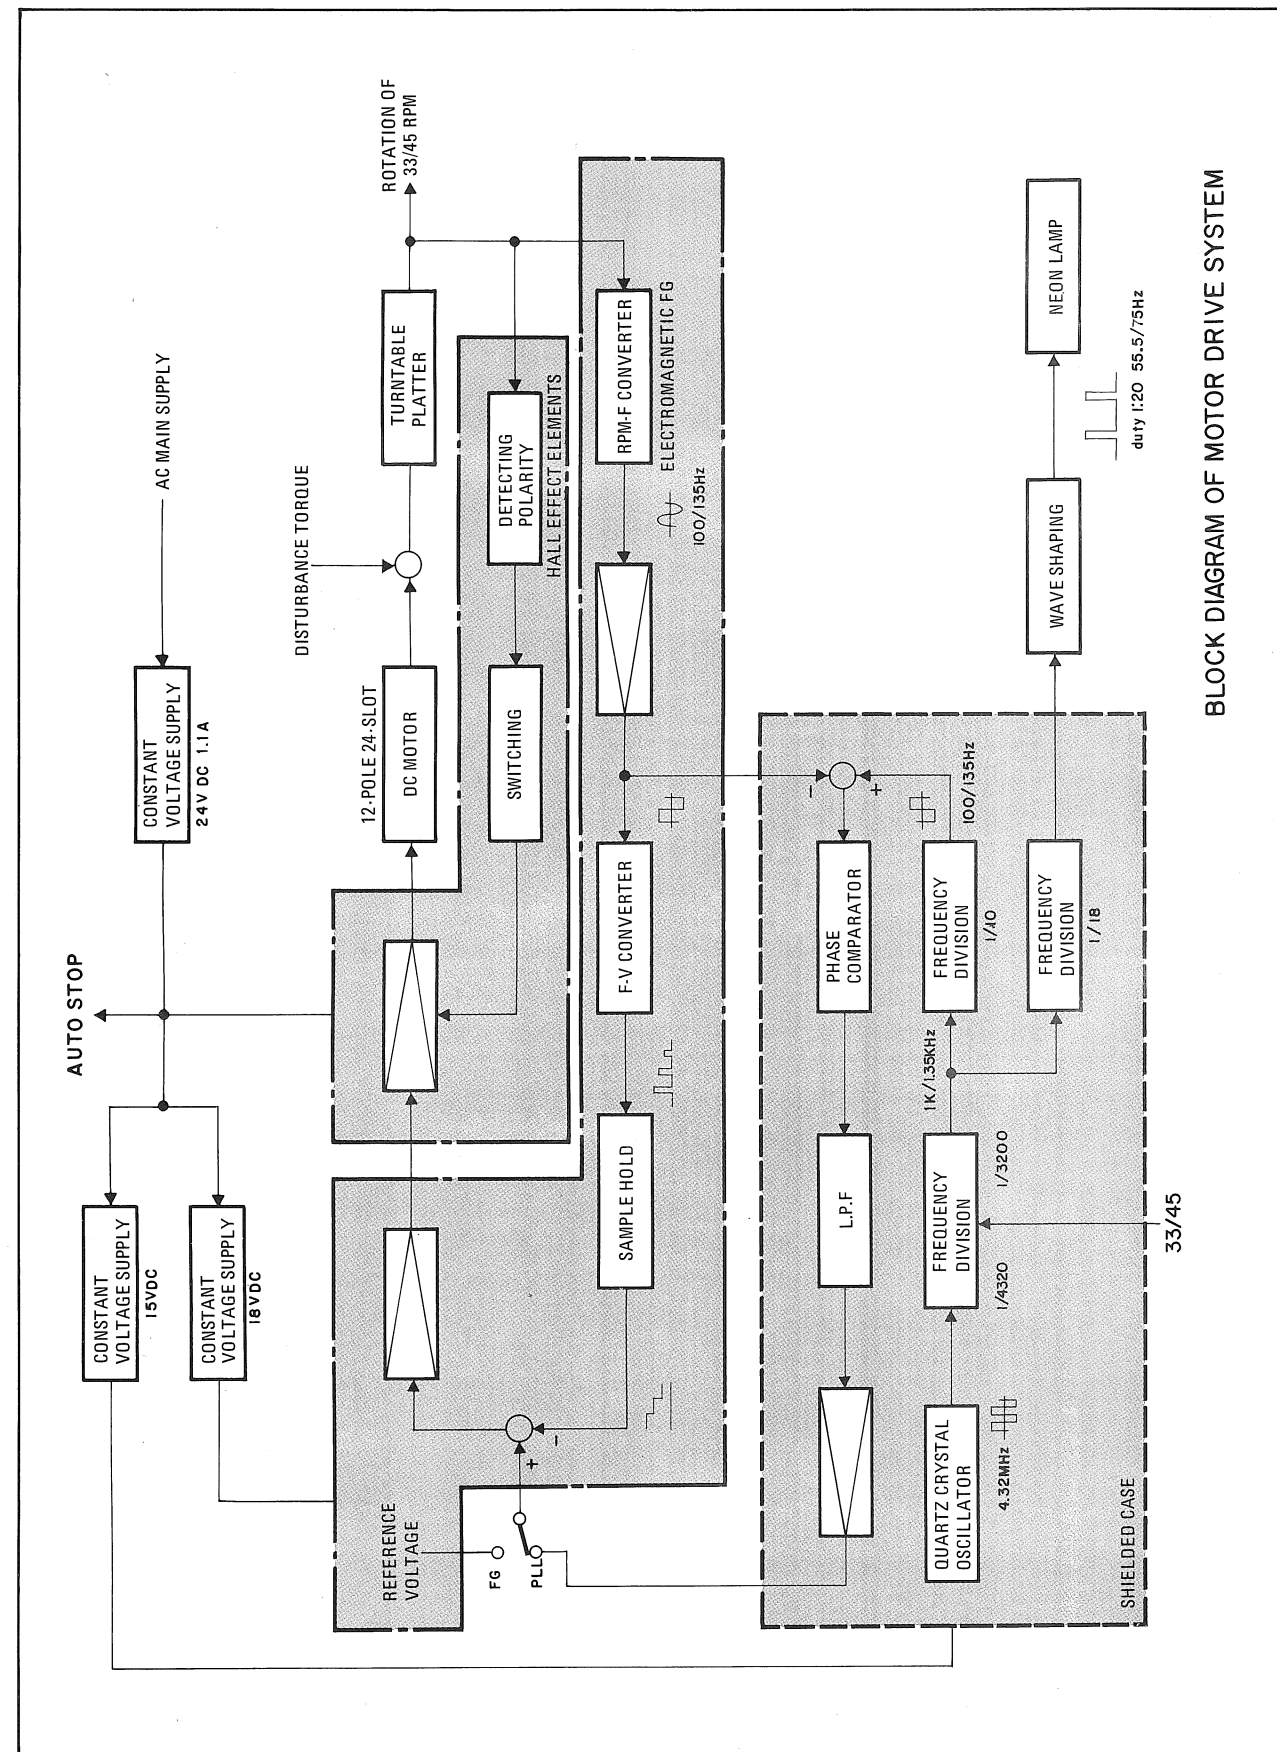 AUTO STOP
AC MAIN SUPPLY
CONSTANT
VOLTAGE SUPPLY
15VDC
CONSTANT
VOLTAGE SUPPLY
18VDC
CONSTANT
VOLTAGE SUPPLY
24V DC 1.1A
DISTURBANCE TORQUE
12-POLE 24-SLOT
DC MOTOR
TURNTABLE
PLATTER
ROTATION OF
33/45 RPM
SWITCHING
DETECTING
POLARITY
HALL EFFECT ELEMENTS
REFERENCE
VOLTAGE
FG
PLL
+
-
SAMPLE HOLD
F-V CONVERTER
RPM-F CONVERTER
ELECTROMAGNETIC FG
100/135Hz
L.P.F
PHASE
COMPARATOR
-
+
QUARTZ CRYSTAL
OSCILLATOR
4.32MHz
FREQUENCY
DIVISION
1/4320
1/3200
1K/1.35KHz
FREQUENCY
DIVISION
1/10
100/135Hz
FREQUENCY
DIVISION
1/18
SHIELDED CASE
33/45
WAVE SHAPING
NEON LAMP
duty 1:20 55.5/75Hz
BLOCK DIAGRAM OF MOTOR DRIVE SYSTEM